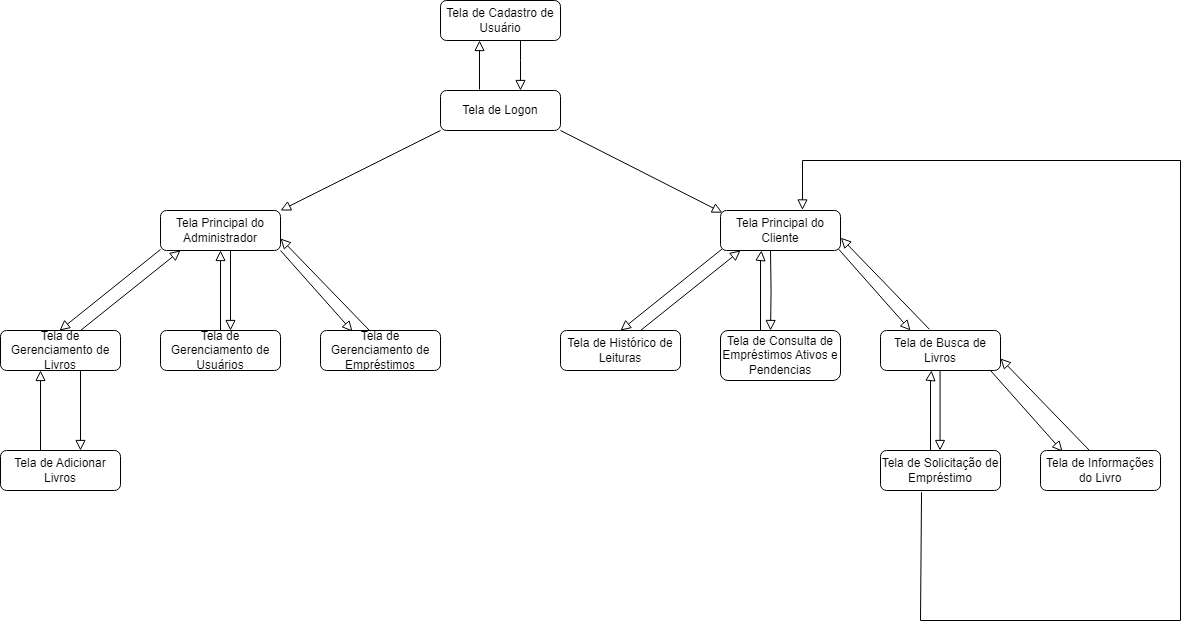 Tela de Cadastro de
Usuário
Tela de Logon
Tela Principal do
Administrador
Tela Principal do
Cliente
Tela de
Gerenciamento de
Livros
Tela de
Gerenciamento de
Usuários
Tela de
Gerenciamento de
Empréstimos
Tela de Histórico de
Leituras
Tela de Consulta de
Empréstimos Ativos e
Pendencias
Tela de Busca de
Livros
Tela de Adicionar
Livros
Tela de Solicitação de
Empréstimo
Tela de Informações
do Livro